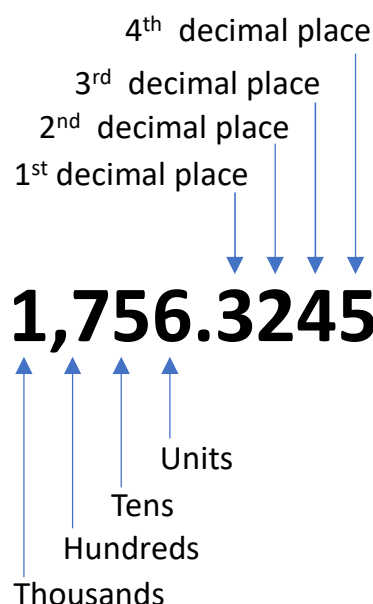 4th decimal place
3rd decimal place
2nd decimal place
1st decimal place
1,756.3245
Units
Tens
Hundreds
Thousands